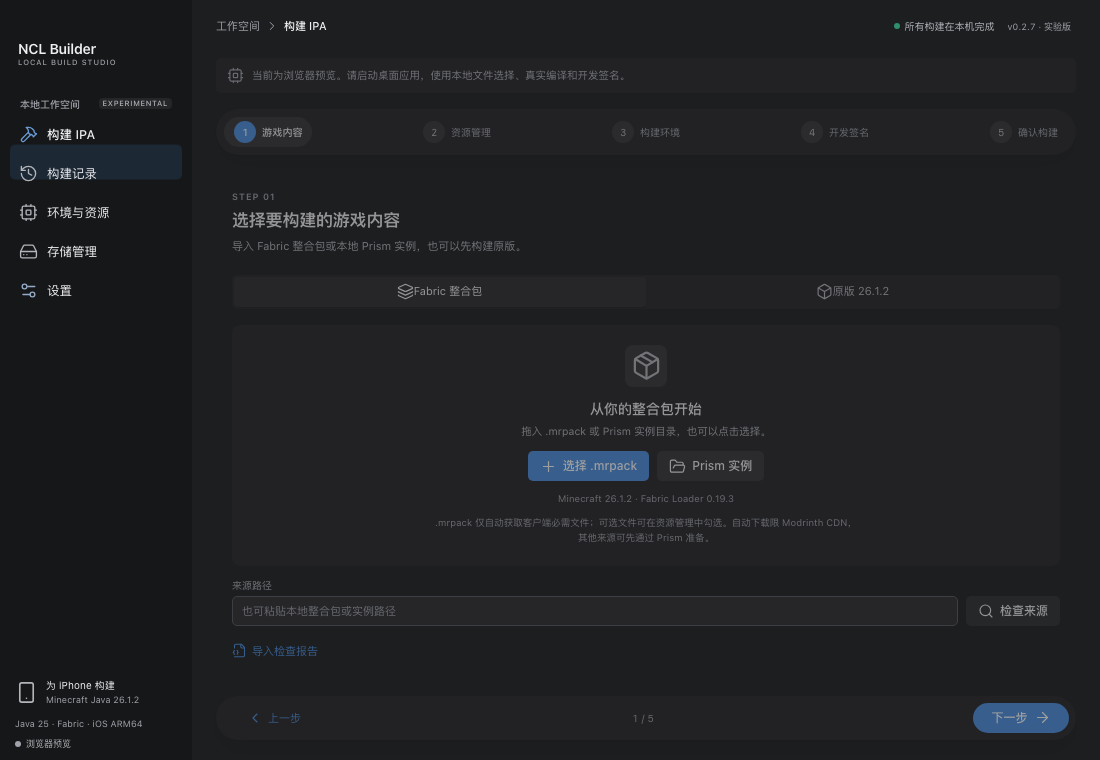 NCL Builder
LOCAL BUILD STUDIO
本地工作空间 EXPERIMENTAL
构建 IPA
构建记录
环境与资源
存储管理
设置
为 iPhone 构建
Minecraft Java 26.1.2
Java 25 · Fabric · iOS ARM64
浏览器预览
工作空间 > 构建 IPA
所有构建在本机完成 v0.2.7 · 实验版
当前为浏览器预览。请启动桌面应用，使用本地文件选择、真实编译和开发签名。
1 游戏内容 2 资源管理 3 构建环境 4 开发签名 5 确认构建
STEP 01
选择要构建的游戏内容
导入 Fabric 整合包或本地 Prism 实例，也可以先构建原版。
Fabric 整合包 原版 26.1.2
从你的整合包开始
拖入 .mrpack 或 Prism 实例目录，也可以点击选择。
选择 .mrpack Prism 实例
Minecraft 26.1.2 · Fabric Loader 0.19.3
.mrpack 仅自动获取客户端必需文件；可选文件可在资源管理中勾选。自动下载限 Modrinth CDN，
其他来源可先通过 Prism 准备。
来源路径
也可粘贴本地整合包或实例路径 检查来源
导入检查报告
上一步 1 / 5 下一步